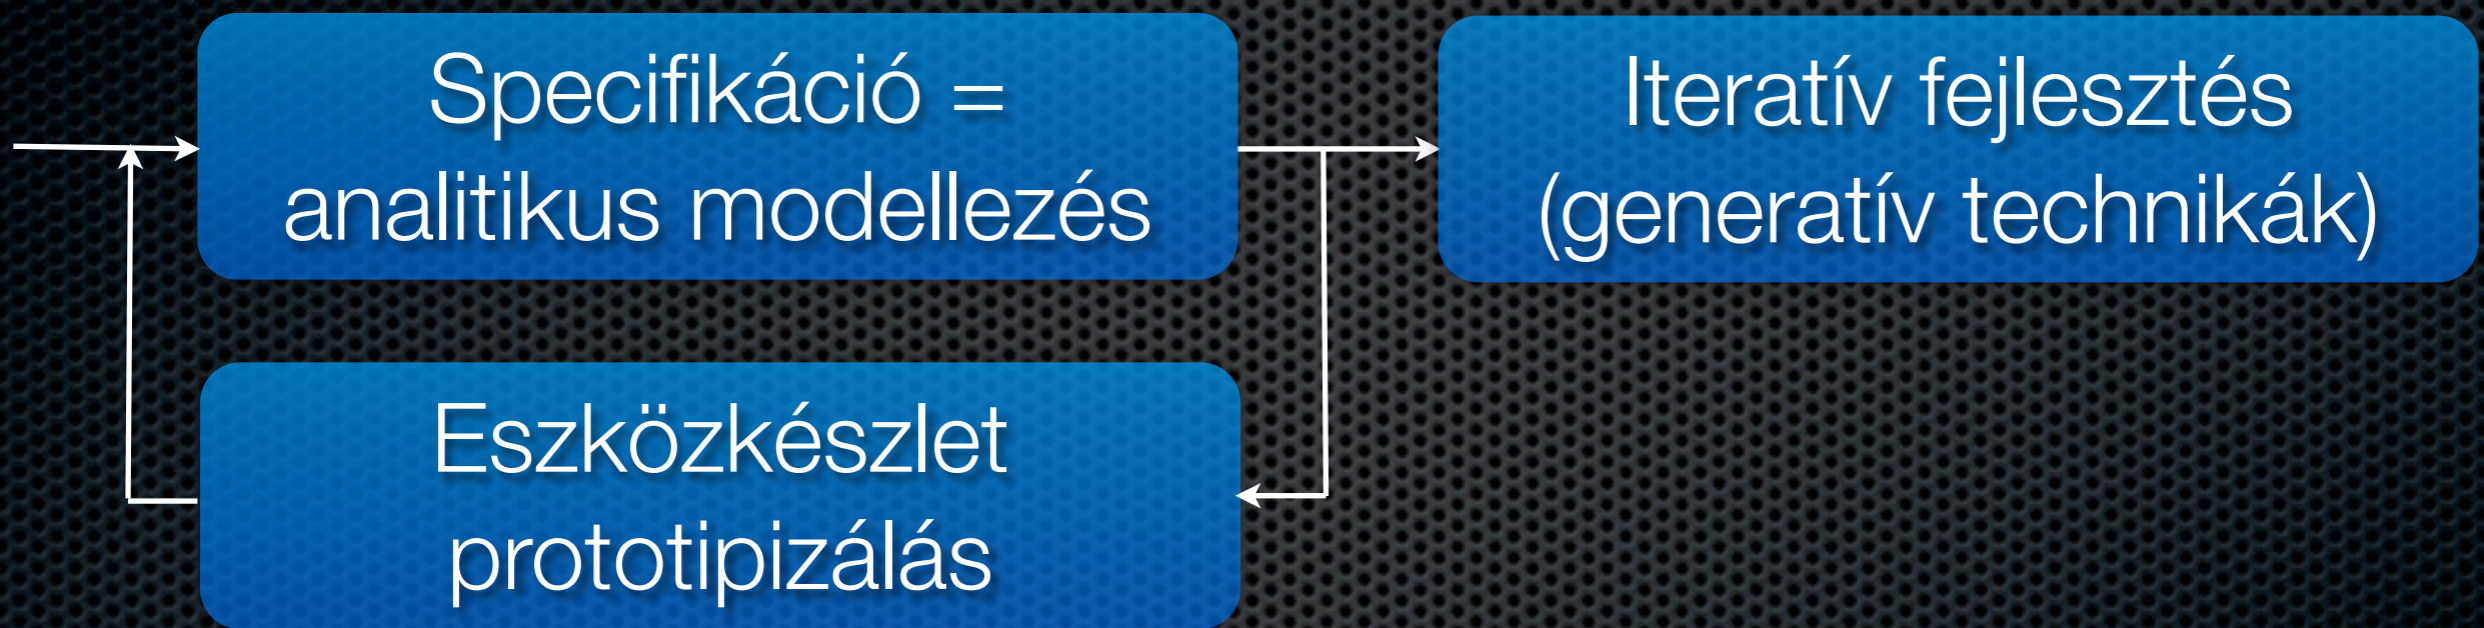 Specifikáció =
analitikus modellezés
Iteratív fejlesztés
(generatív technikák)
Eszközkészlet
prototipizálás